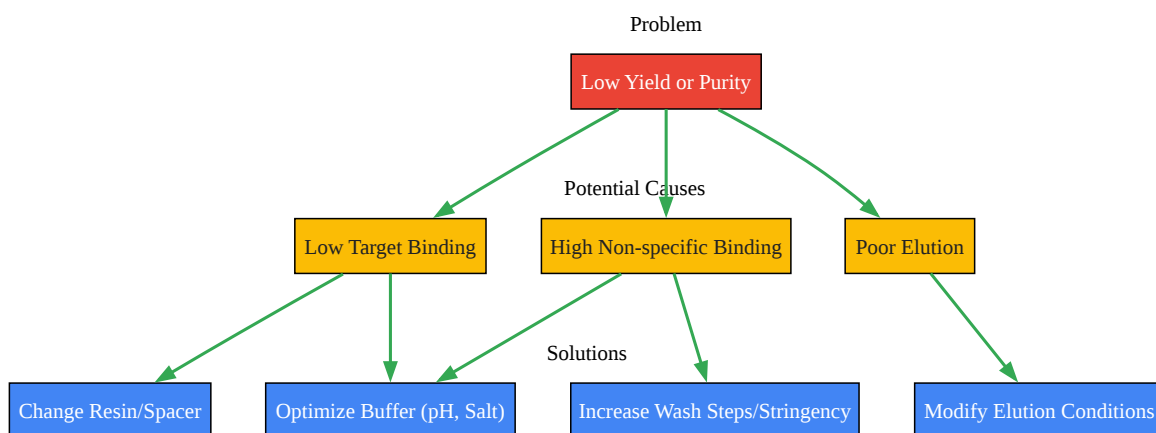 Problem
Low Yield or Purity
Potential Causes
Low Target Binding
High Non-specific Binding
Poor Elution
Solutions
Change Resin/Spacer
Optimize Buffer (pH, Salt)
Increase Wash Steps/Stringency
Modify Elution Conditions